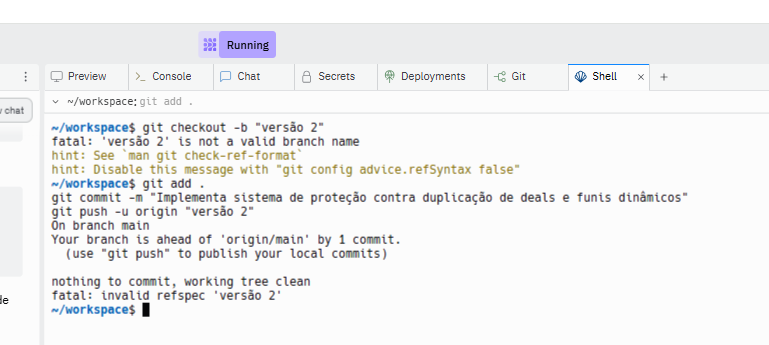 Running
Preview
Console
Chat
Secrets
Deployments
Git
Shell
chat
~/workspace: git add .
~/workspace$ git checkout -b "versão 2"
fatal: 'versão 2' is not a valid branch name
hint: See `man git check-ref-format`
hint: Disable this message with "git config advice.refSyntax false"
~/workspace$ git add .
git commit -m "Implementa sistema de proteção contra duplicação de deals e funis dinâmicos"
git push -u origin "versão 2"
On branch main
Your branch is ahead of 'origin/main' by 1 commit.
(use "git push" to publish your local commits)
nothing to commit, working tree clean
fatal: invalid refspec 'versão 2'
de
~/workspace$